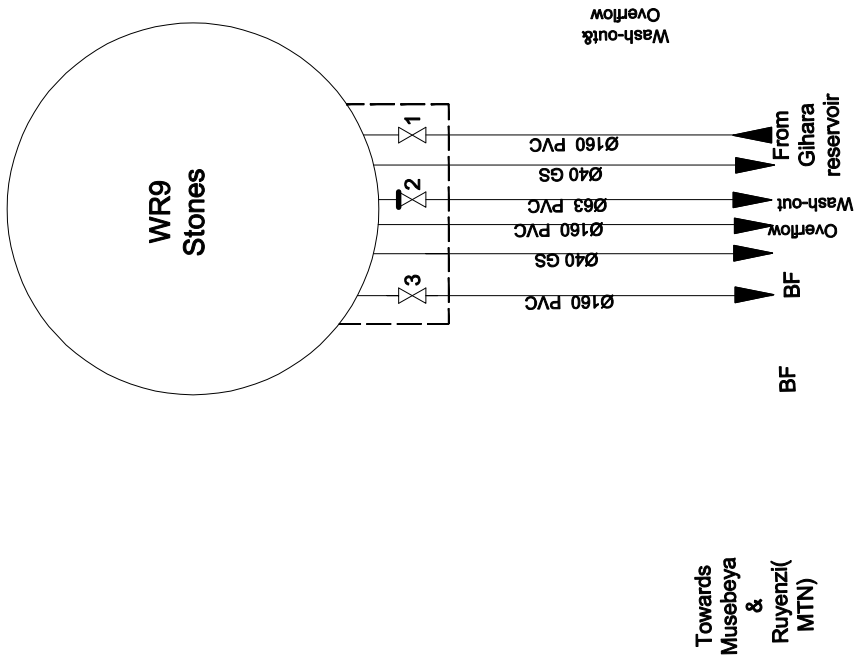 WR9
Stones
Wash-out&
Overflow
1
Ø160 PVC
From
Gihara
reservoir
Ø40 GS
2
Ø63 PVC
Wash-out
Ø160 PVC
Overflow
Ø40 GS
BF
3
Ø160 PVC
BF
Towards
Musebeya
&
Ruyenzi(
MTN)